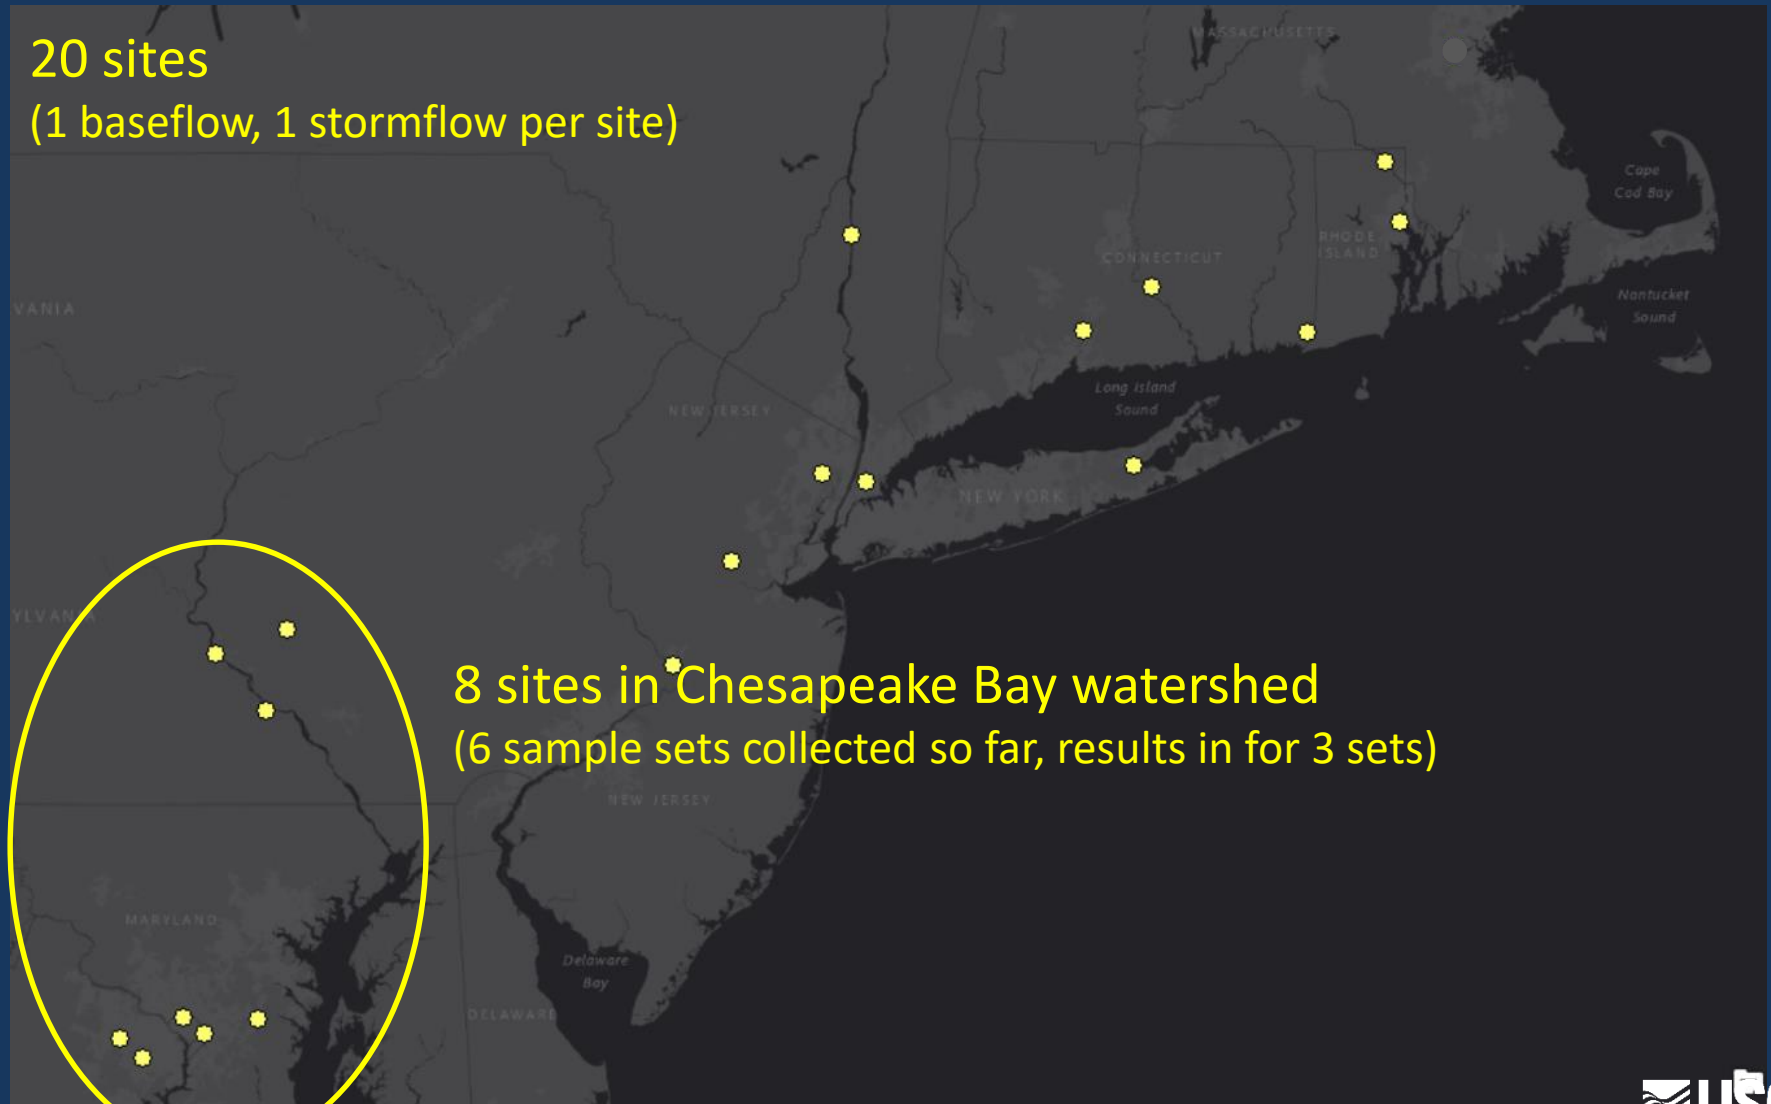 20 sites
(1 baseflow, 1 stormflow per site)
MASSACHUSETTS
Cape
Cod Bay
RHODE
ISLAND
CONNECTICUT
Nantucket
Sound
VANIA
Long Island
Sound
NEW JERSEY
NEW YORK
YLVANIA
8 sites in Chesapeake Bay watershed
(6 sample sets collected so far, results in for 3 sets)
NEW JERSEY
MARYLAND
Delaware
Bay
DELAWARE